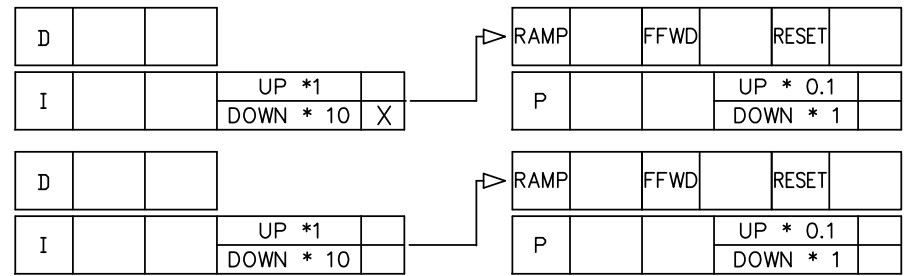 D RAMP FFWD RESET
I UP *1 P UP * 0.1
DOWN * 10 X DOWN * 1
D RAMP FFWD RESET
I UP *1 P UP * 0.1
DOWN * 10 DOWN * 1